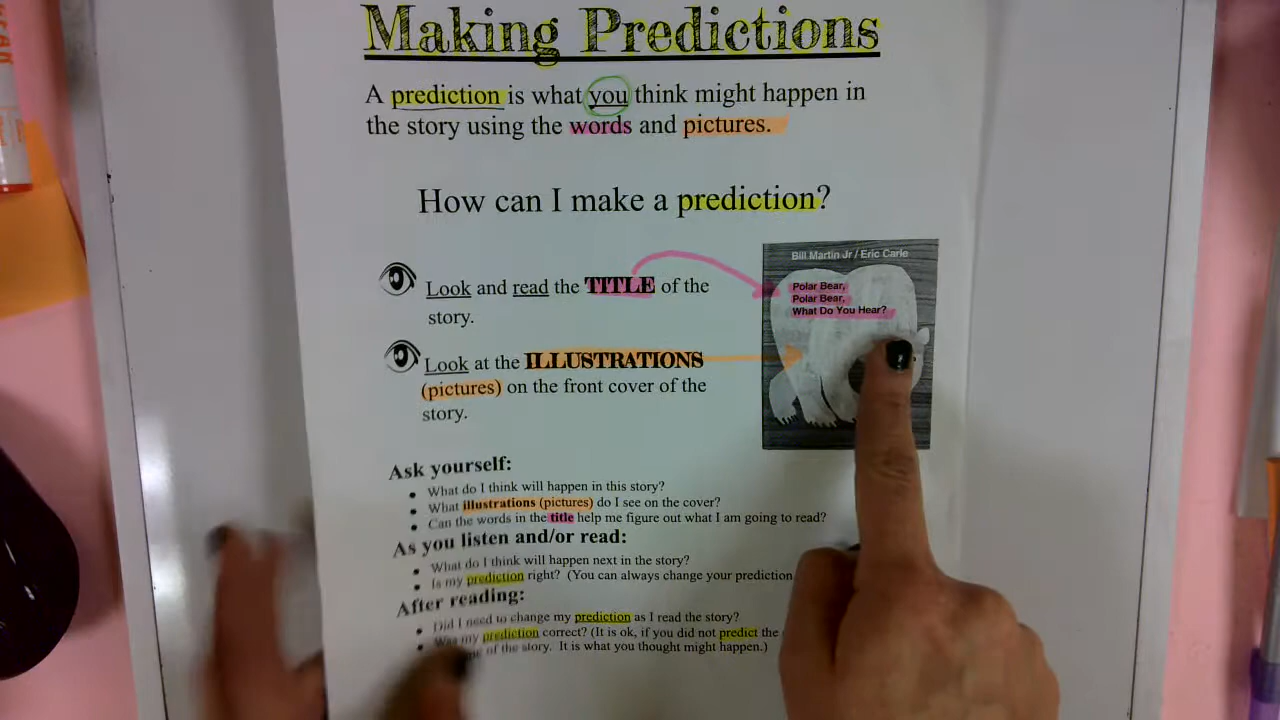 Making Predictions
A prediction is what you think might happen in
the story using the words and pictures.
How can I make a prediction?
Look and read the TITLE of the
story.
Look at the ILLUSTRATIONS
(pictures) on the front cover of the
story.
Bill Martin Jr / Eric Carle
Polar Bear,
Polar Bear,
What Do You Hear?
Ask yourself:
What do I think will happen in this story?
What illustrations (pictures) do I see on the cover?
Can the words in the title help me figure out what I am going to read?
As you listen and/or read:
What do I think will happen next in the story?
Is my prediction right? (You can always change your prediction
After reading:
Did I need to change my prediction as I read the story?
Was my prediction correct? (It is ok, if you did not predict the
of the story. It is what you thought might happen.)